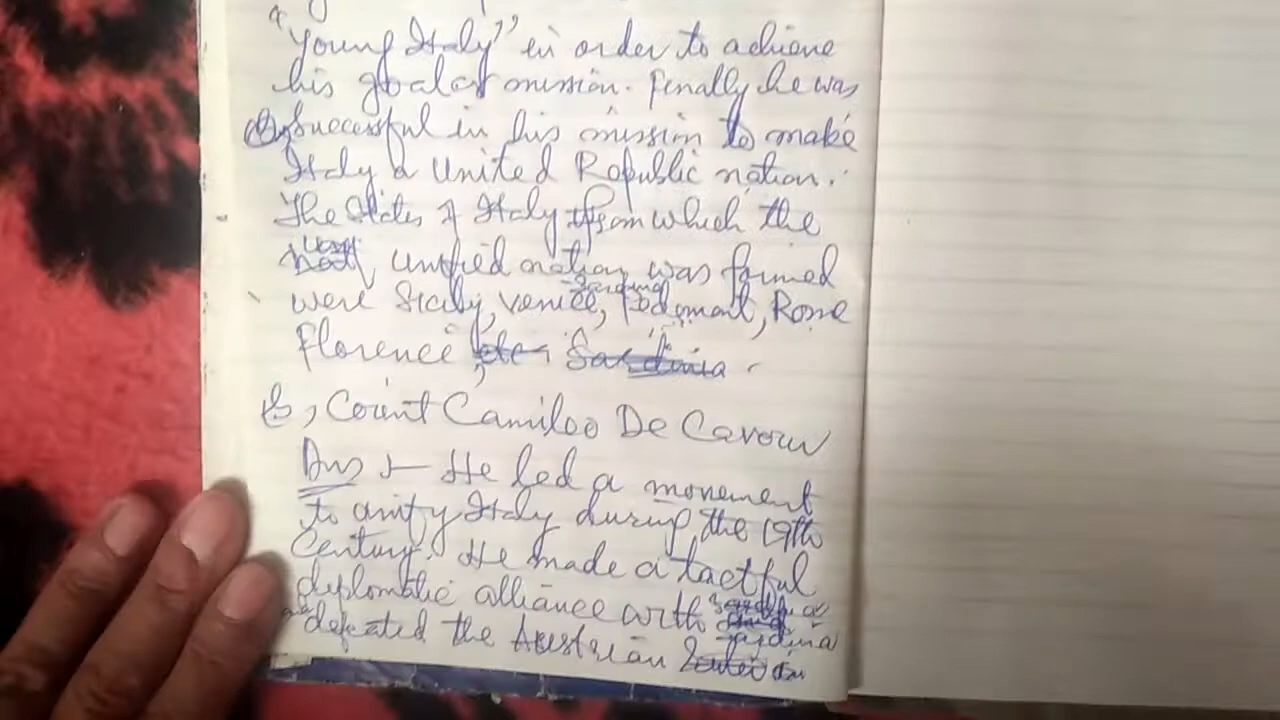 "Young Italy" in order to achieve
his goal of mission. Finally he was
successful in his mission to make
Italy a United Republic nation.
The States of Italy from which the
unified nation was formed
were Sicily, Venice, Pedmont, Rome
Florence
b, Count Camiloo De Cavour
Ans :- He led a movement
to unify Italy during the 19th
Century. He made a tactful
diplomatic alliance with
defeated the Austrian